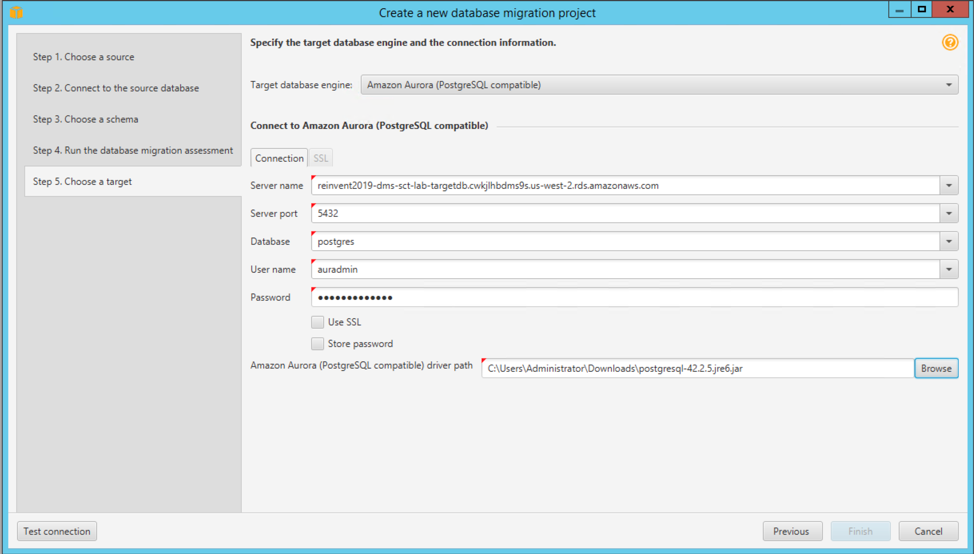 Create a new database migration project
Step 1. Choose a source
Step 2. Connect to the source database
Step 3. Choose a schema
Step 4. Run the database migration assessment
Step 5. Choose a target
Specify the target database engine and the connection information.
?
Target database engine: Amazon Aurora (PostgreSQL compatible)
Connect to Amazon Aurora (PostgreSQL compatible)
Connection SSL
Server name reinvent2019-dms-sct-lab-targetdb.cwkjlhbdms9s.us-west-2.rds.amazonaws.com
Server port 5432
Database postgres
User name auradmin
Password •••••••••••••
Use SSL
Store password
Amazon Aurora (PostgreSQL compatible) driver path C:\Users\Administrator\Downloads\postgresql-42.2.5.jre6.jar Browse
Test connection Previous Finish Cancel